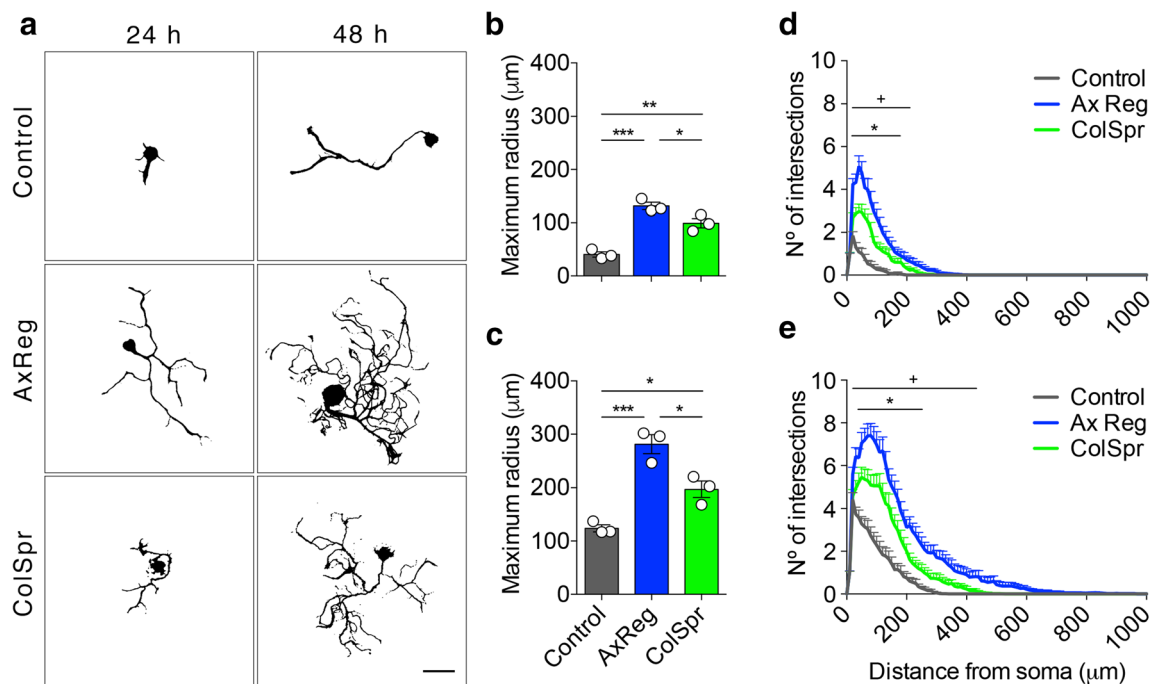 a
24 h
48 h
Control
AxReg
ColSpr
b
Maximum radius (μm)
400
300
200
100
0
**
***
*
c
Maximum radius (μm)
400
300
200
100
0
*
***
*
Control
AxReg
ColSpr
d
Nº of intersections
10
8
6
4
2
0
+
*
Control
Ax Reg
ColSpr
0
200
400
600
800
1000
e
Nº of intersections
10
8
6
4
2
0
+
*
Control
Ax Reg
ColSpr
0
200
400
600
800
1000
Distance from soma (μm)